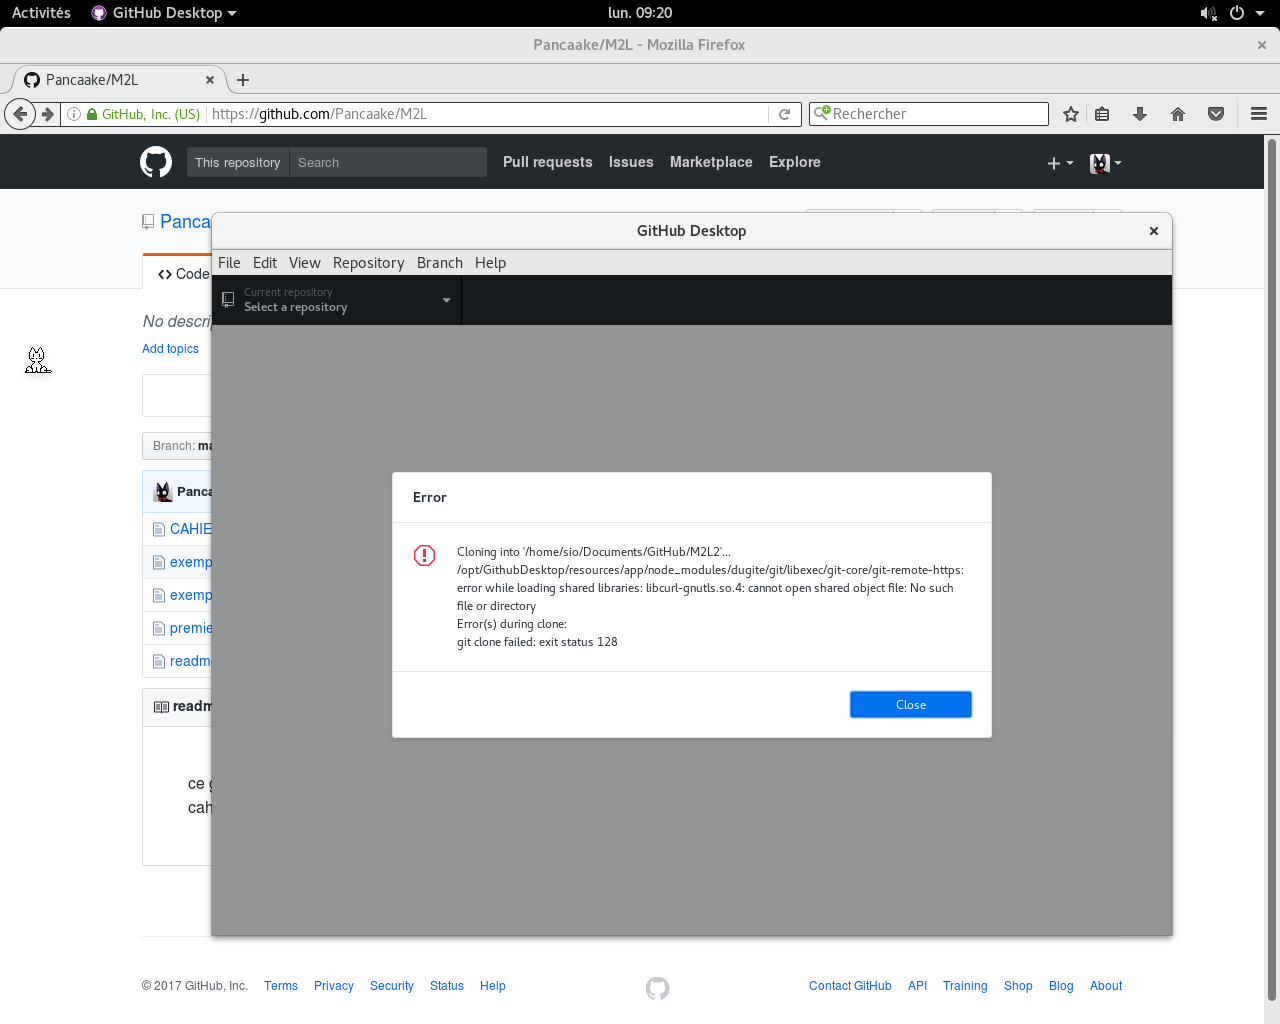 Activités GitHub Desktop lun. 09:20
Pancaake/M2L - Mozilla Firefox
Pancaake/M2L
GitHub, Inc. (US) https://github.com/Pancaake/M2L Rechercher
This repository Search Pull requests Issues Marketplace Explore
Panca
GitHub Desktop
File Edit View Repository Branch Help
<> Code
Current repository
Select a repository
No descrip
Add topics
Branch: ma
Panca
CAHIE
exemp
exemp
premie
readme
readm
ce g
cah
Error
Cloning into '/home/sio/Documents/GitHub/M2L2'...
/opt/GithubDesktop/resources/app/node_modules/dugite/git/libexec/git-core/git-remote-https:
error while loading shared libraries: libcurl-gnutls.so.4: cannot open shared object file: No such
file or directory
Error(s) during clone:
git clone failed: exit status 128
Close
© 2017 GitHub, Inc. Terms Privacy Security Status Help Contact GitHub API Training Shop Blog About